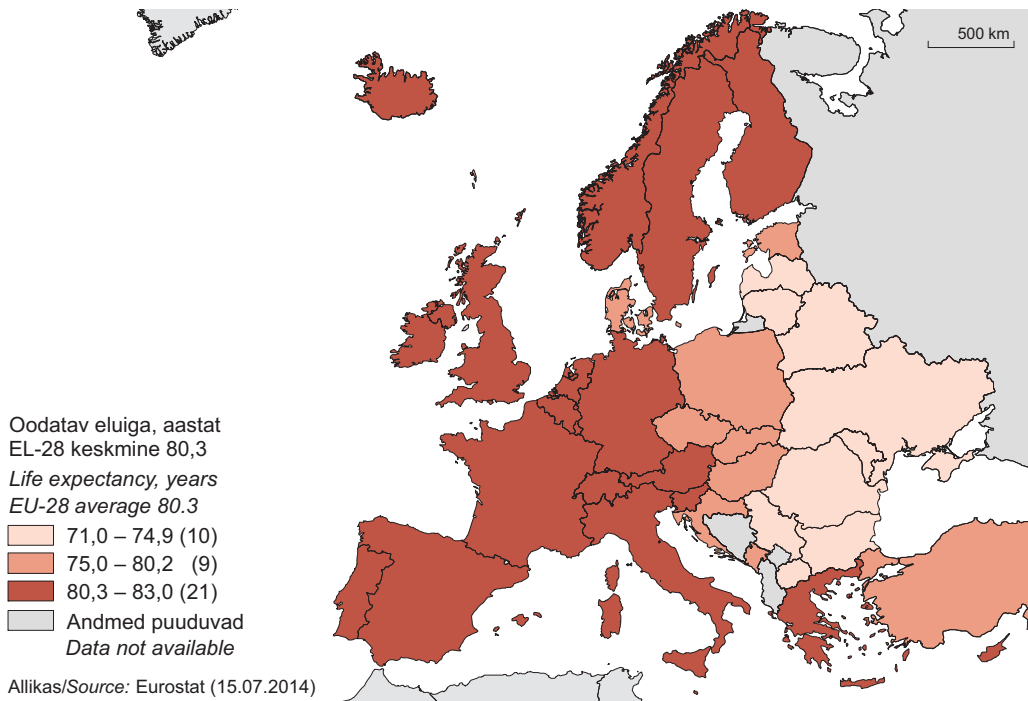 500 km
Oodatav eluiga, aastat
EL-28 keskmine 80,3
Life expectancy, years
EU-28 average 80.3
71,0 – 74,9 (10)
75,0 – 80,2 (9)
80,3 – 83,0 (21)
Andmed puuduvad
Data not available
Allikas/Source: Eurostat (15.07.2014)